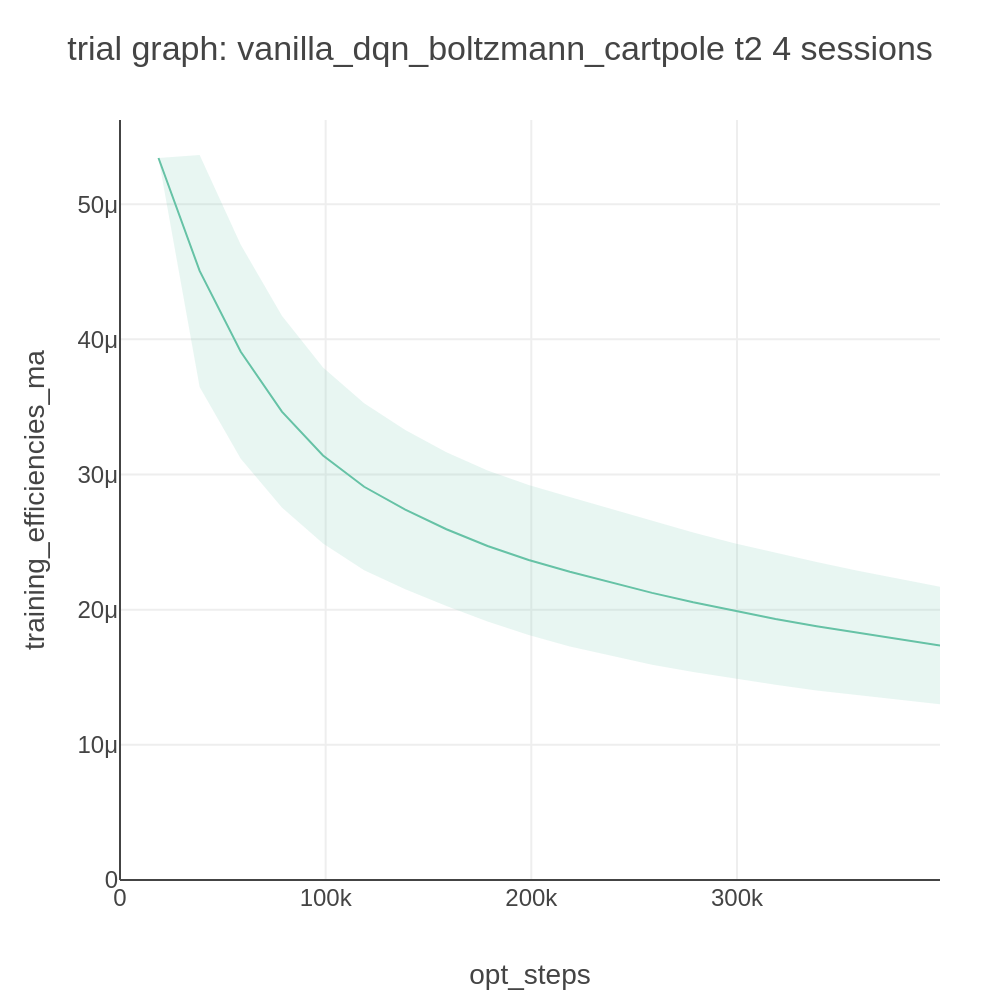 trial graph: vanilla_dqn_boltzmann_cartpole t2 4 sessions
training_efficiencies_ma
50μ
40μ
30μ
20μ
10μ
0
0 100k 200k 300k
opt_steps